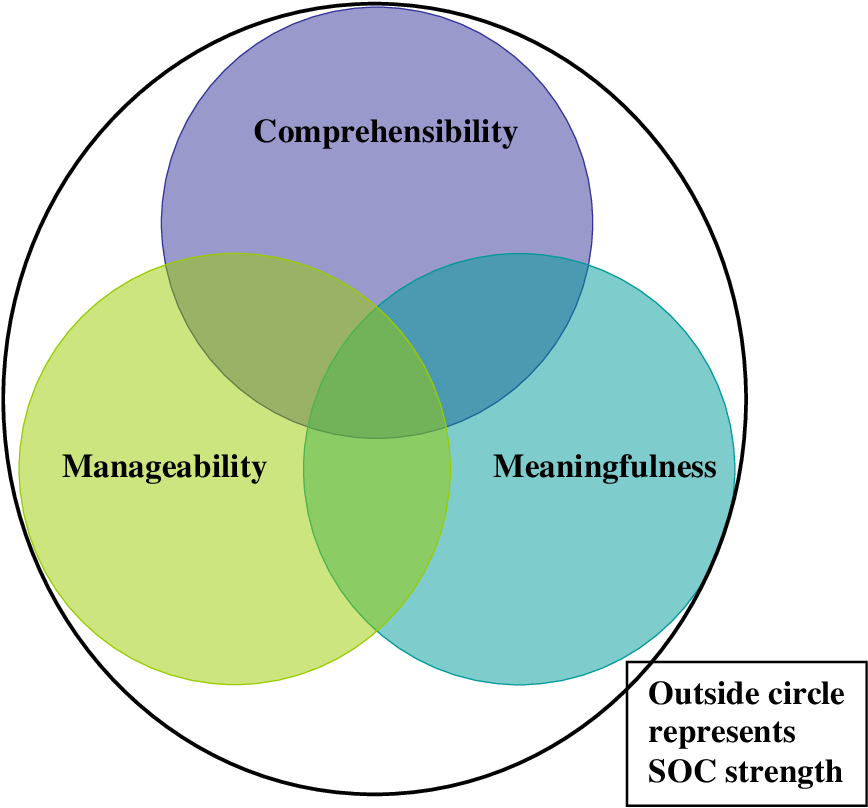 Comprehensibility
Manageability
Meaningfulness
Outside circle
represents
SOC strength